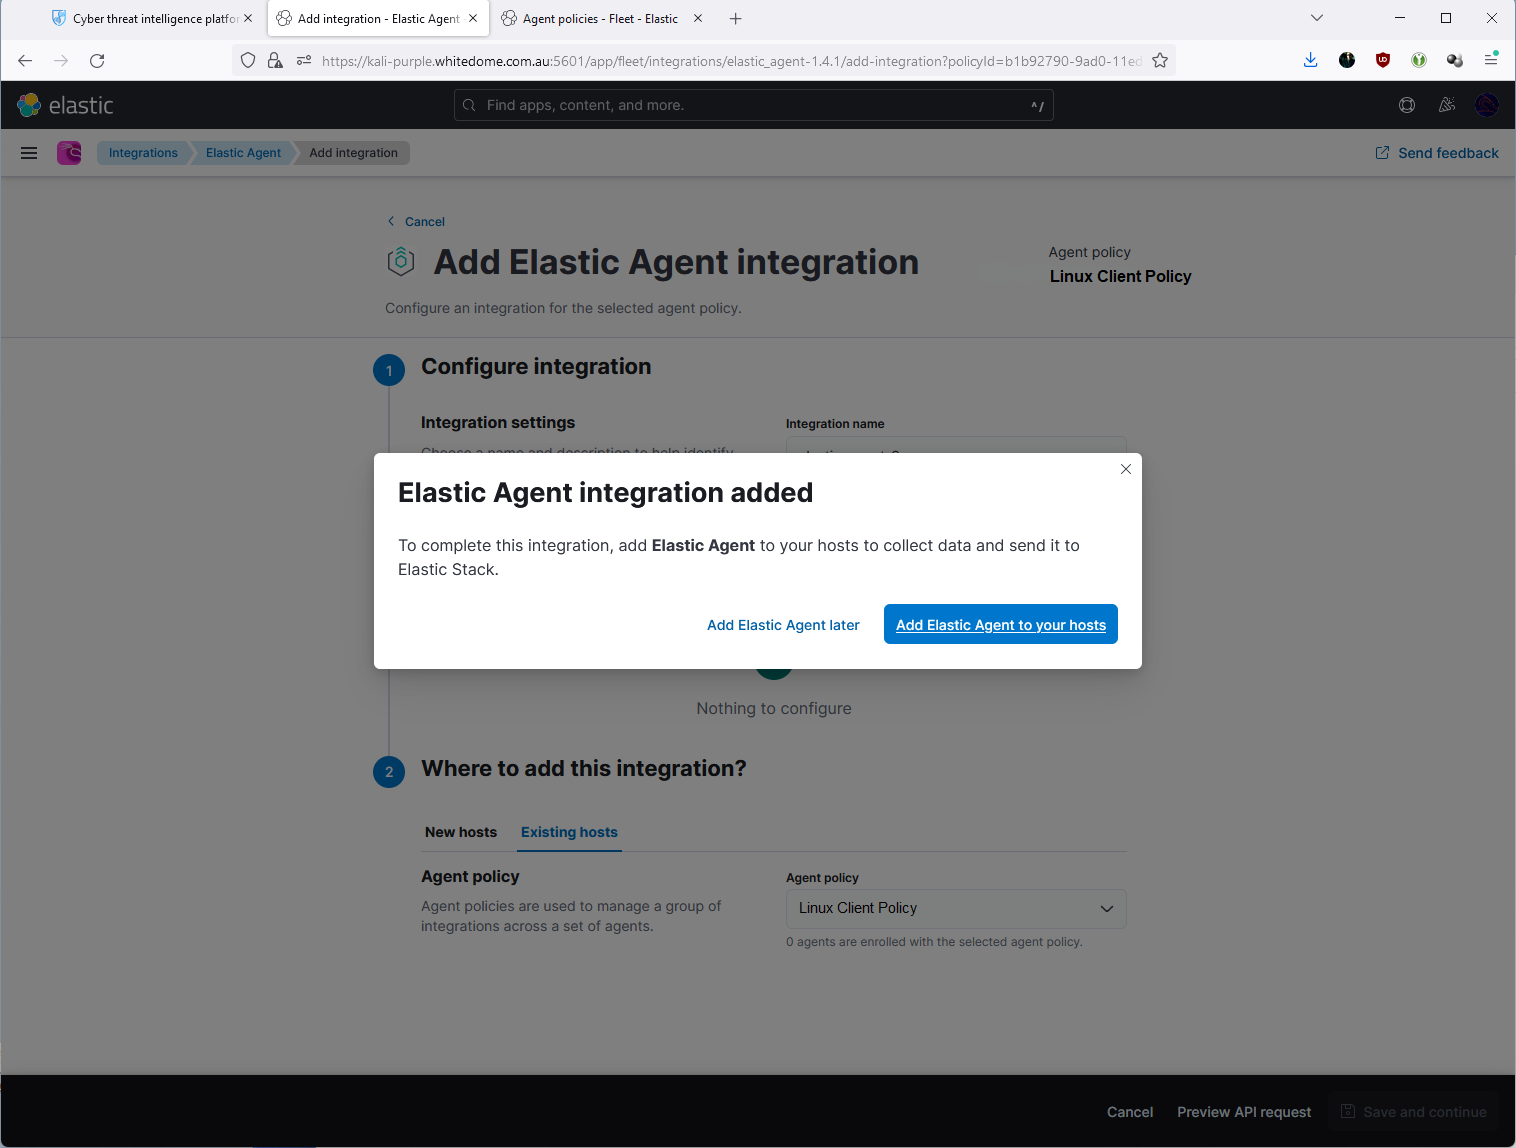 Cyber threat intelligence platfo
Add integration - Elastic Agent
Agent policies - Fleet - Elastic
https://kali-purple.whitedome.com.au:5601/app/fleet/integrations/elastic_agent-1.4.1/add-integration?policyId=b1b92790-9ad0-11ed
elastic
Find apps, content, and more.
^/
Integrations
Elastic Agent
Add integration
Send feedback
Cancel
Add Elastic Agent integration
Agent policy
Linux Client Policy
Configure an integration for the selected agent policy.
1
Configure integration
Integration settings
Integration name
Choose a name and description to help identify
Elastic Agent integration added
To complete this integration, add Elastic Agent to your hosts to collect data and send it to
Elastic Stack.
Add Elastic Agent later
Add Elastic Agent to your hosts
Nothing to configure
2
Where to add this integration?
New hosts
Existing hosts
Agent policy
Agent policy
Agent policies are used to manage a group of
integrations across a set of agents.
Linux Client Policy
0 agents are enrolled with the selected agent policy.
Cancel
Preview API request
Save and continue